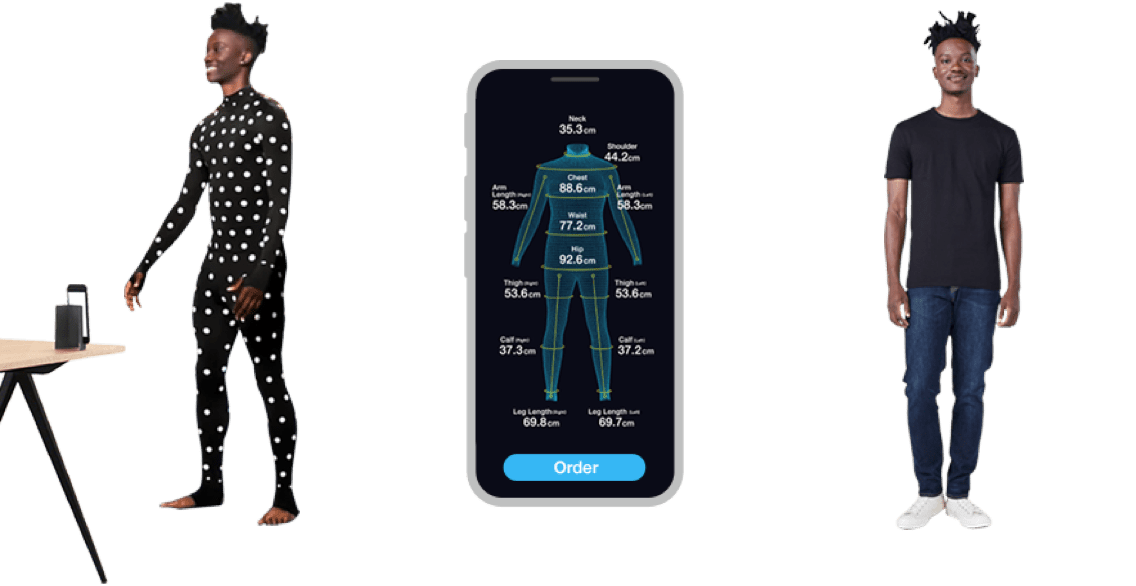 Neck
35.3cm
Shoulder
44.2cm
Chest
88.6cm
Arm
Length (Right)
58.3cm
Arm
Length (Left)
58.3cm
Waist
77.2cm
Hip
92.6cm
Thigh (Right)
53.6cm
Thigh (Left)
53.6cm
Calf (Right)
37.3cm
Calf (Left)
37.2cm
Leg Length (Right)
69.8cm
Leg Length (Left)
69.7cm
Order